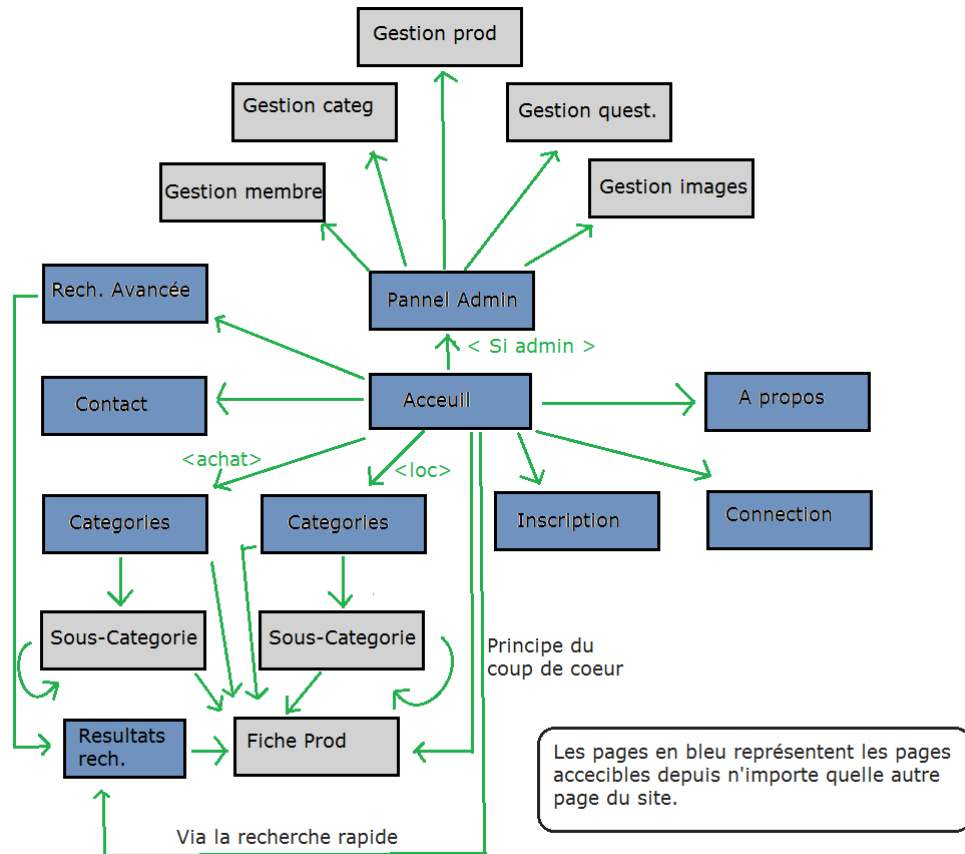 Gestion prod
Gestion categ
Gestion quest.
Gestion membre
Gestion images
Rech. Avancée
Pannel Admin
< Si admin >
Contact
Acceuil
A propos
<achat>
<loc>
Categories
Categories
Inscription
Connection
Sous-Categorie
Sous-Categorie
Principe du
coup de coeur
Resultats
rech.
Fiche Prod
Les pages en bleu représentent les pages
accecibles depuis n'importe quelle autre
page du site.
Via la recherche rapide